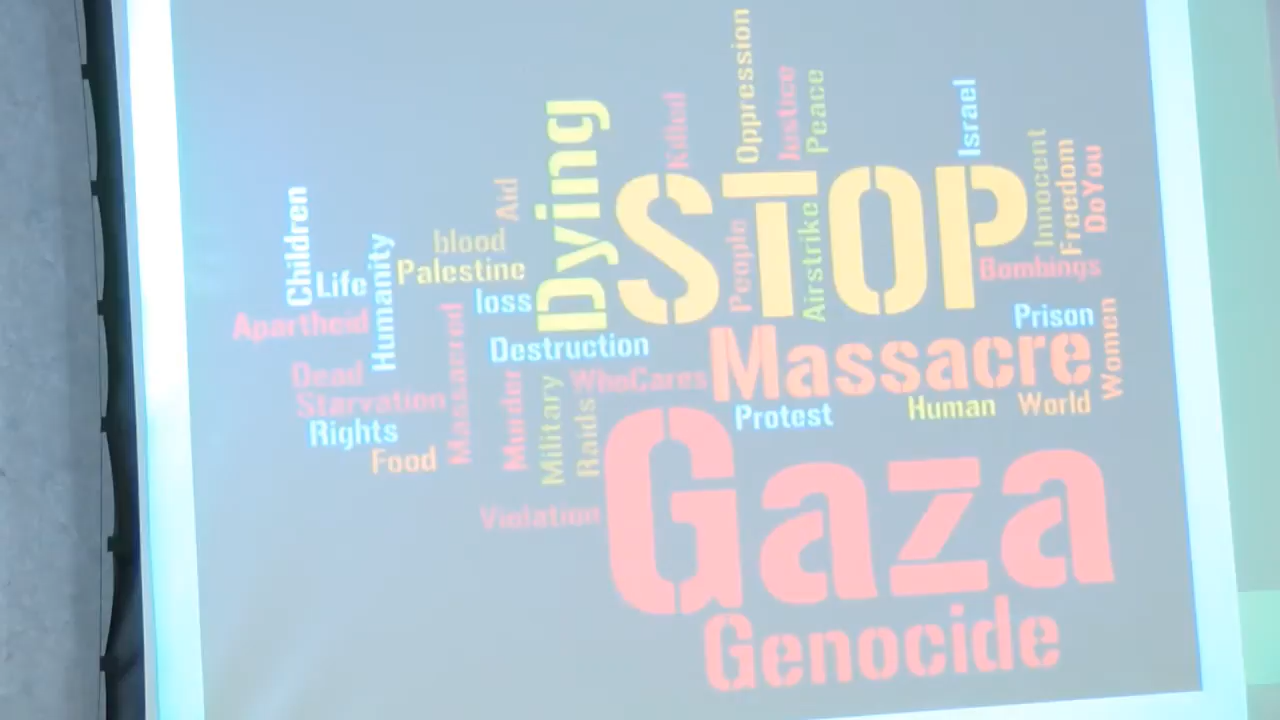 Oppression
Justice
Peace
Israel
Killed
Dying
STOP
Innocent
Freedom
DoYou
Aid
Children
Life
Humanity
blood
Palestine
loss
People
Airstrike
Bombings
Apartheid
Destruction
Prison
Women
Massacre
Dead
Starvation
Massacred
Murder
Military
Raids
WhoCares
Protest
Human
World
Rights
Food
Violation
Gaza
Genocide